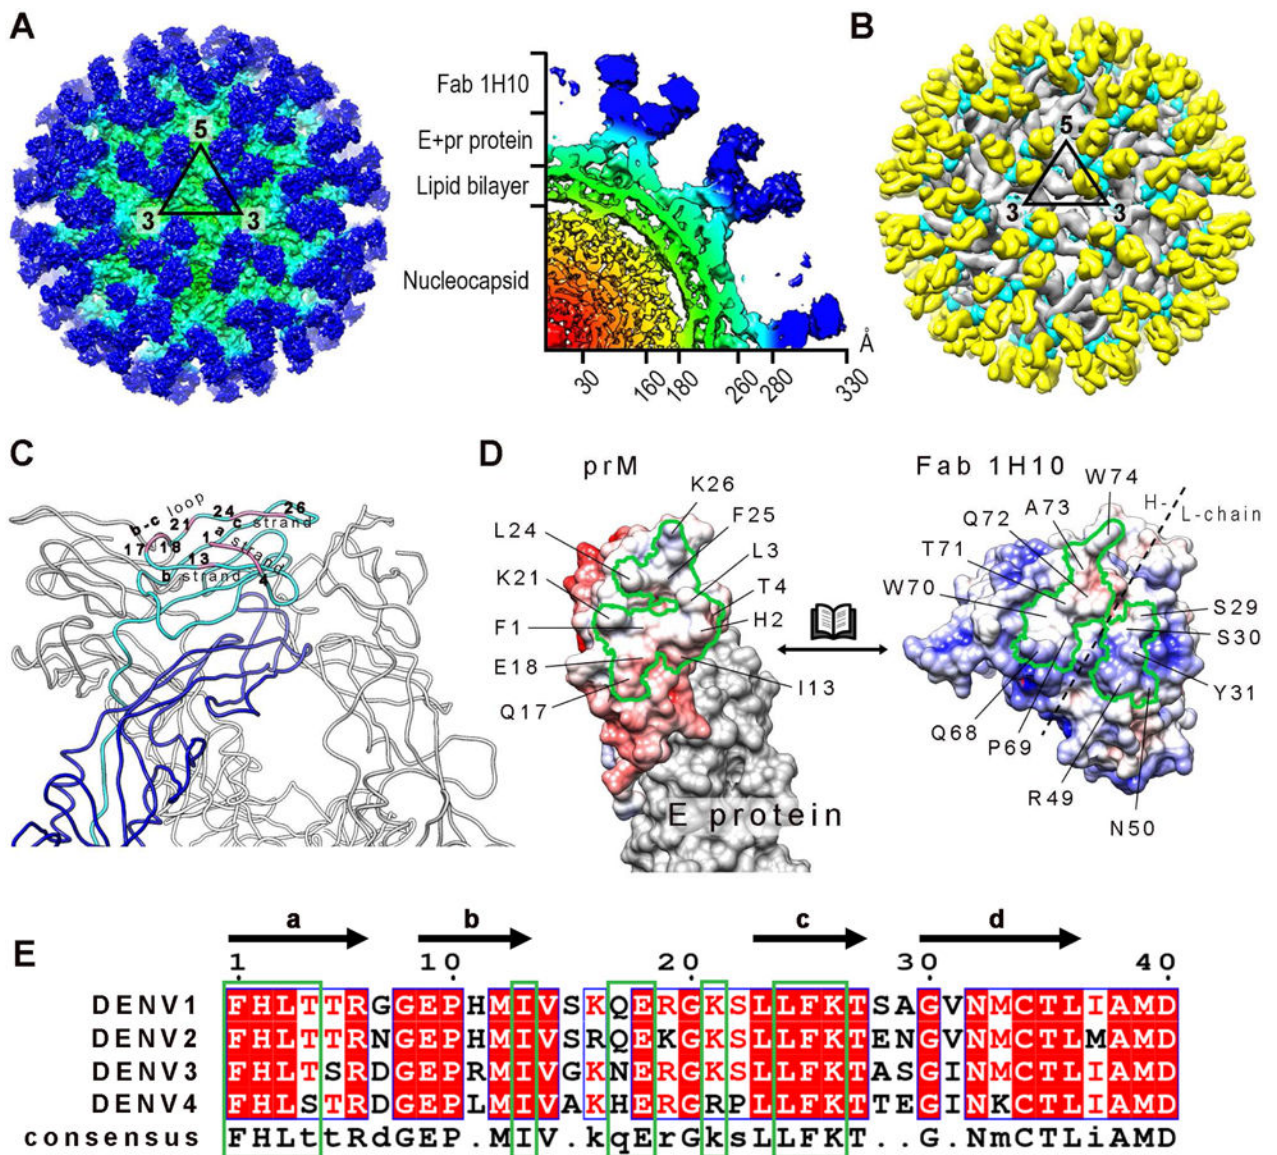 A
B
5
3
3
Fab 1H10
E+pr protein
Lipid bilayer
Nucleocapsid
Å
30
160
180
260
280
330
5
3
3
C
b-c loop
21
24
c strand
26
17
18
1
a strand
13
b strand
4
D
prM
Fab 1H10
K26
F25
L24
L3
K21
T4
F1
H2
E18
I13
Q17
E protein
W74
H-
L-chain
A73
Q72
T71
W70
S29
S30
Y31
Q68
P69
R49
N50
E
a b c d
1 10 20 30 40
DENV1 FHLTTRGGEPHMIVSKQERGKSLLFKTSAGVNMCTLIAMD
DENV2 FHLTTRNGEPHMIVSRQEKGKSLLFKTENGVNMCTLMAMD
DENV3 FHLTSRDGEPRMIVGKNERGKSLLFKTASGINMCTLIAMD
DENV4 FHLSTRDGEPLMIVAKHERGRPLLFKTTEGINKCTLIAMD
consensus FHLttRdGEP.MIV.kqErGksLLFKT..G.NmCTLiAMD